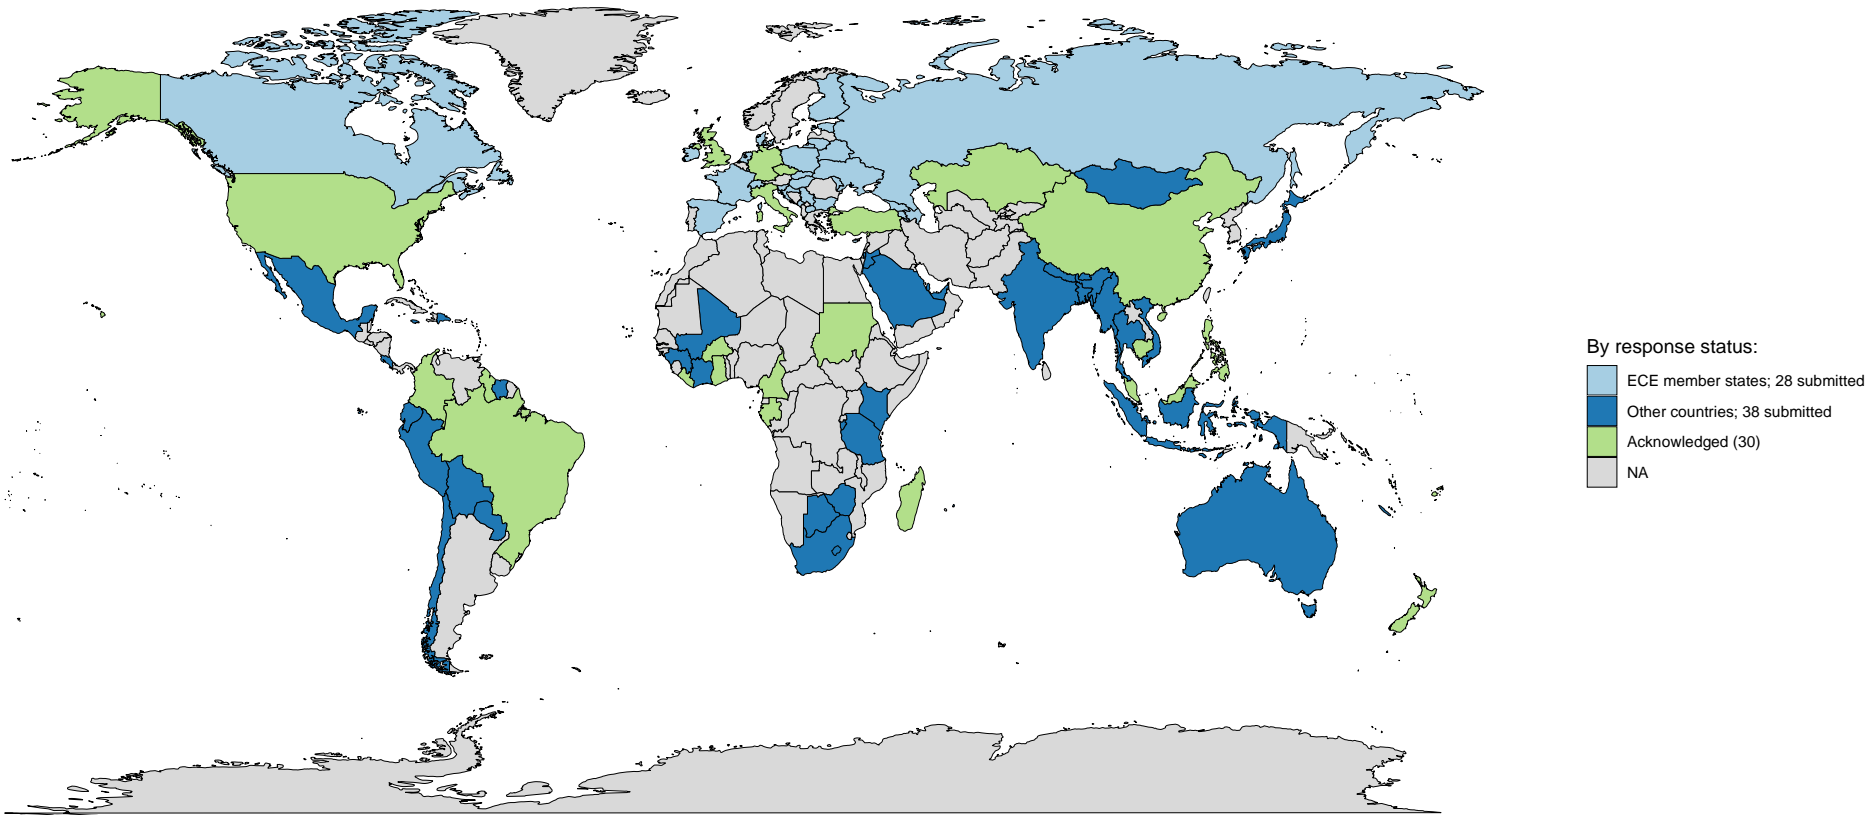 By response status:
ECE member states; 28 submitted
Other countries; 38 submitted
Acknowledged (30)
NA